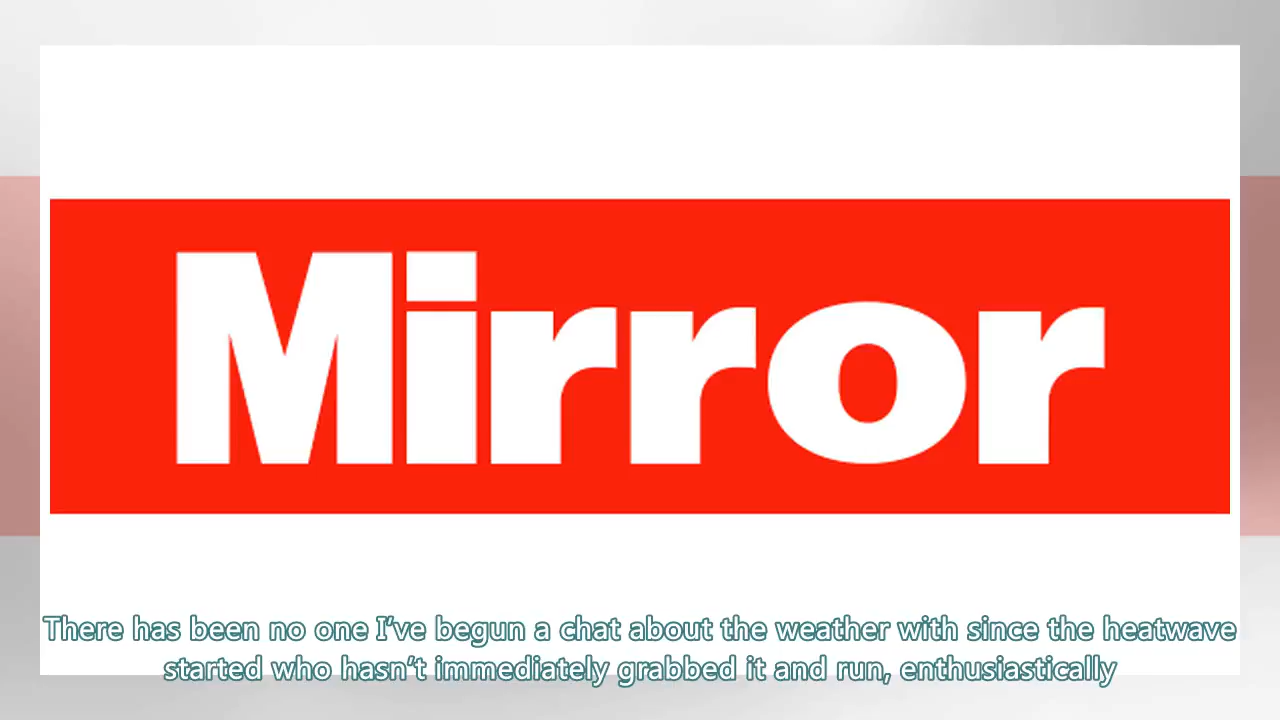 Mirror
There has been no one I’ve begun a chat about the weather with since the heatwave
started who hasn’t immediately grabbed it and run, enthusiastically